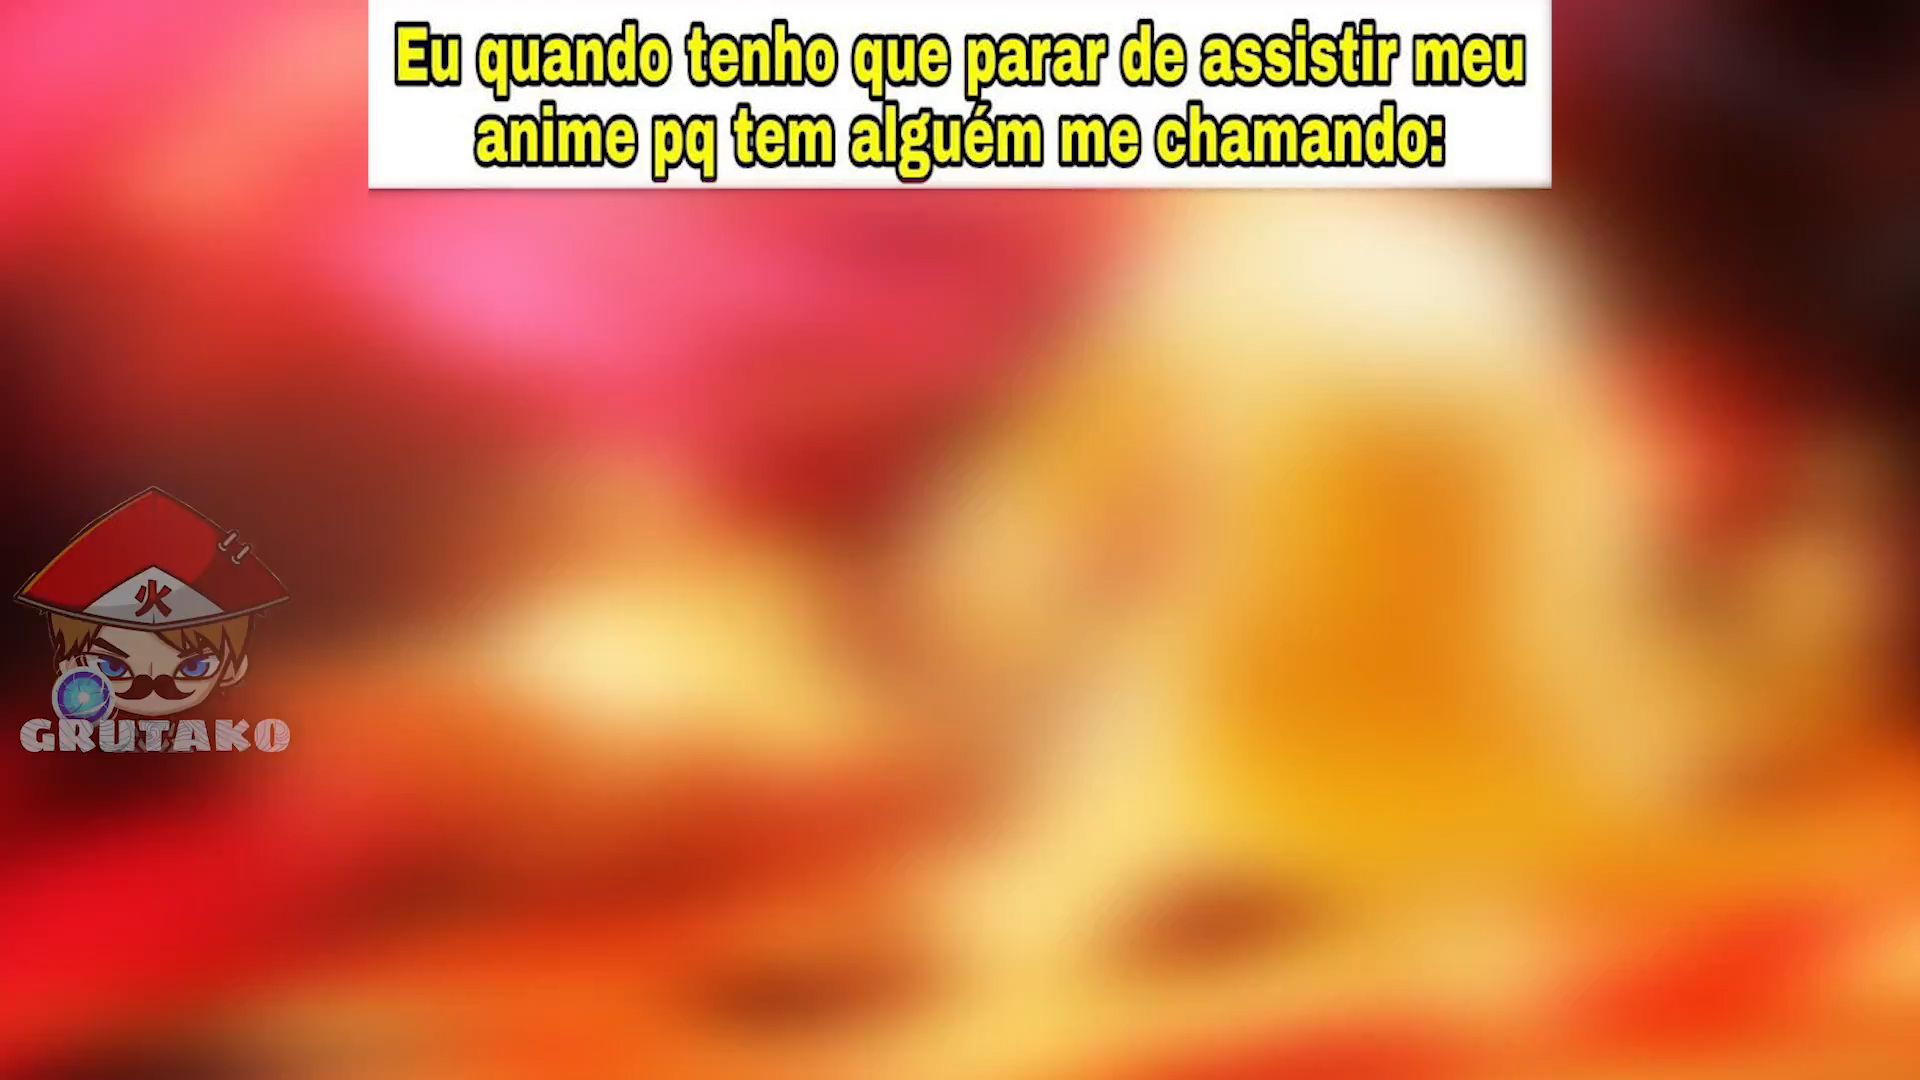 Eu quando tenho que parar de assistir meu
anime pq tem alguém me chamando:
火
GRUTAKO